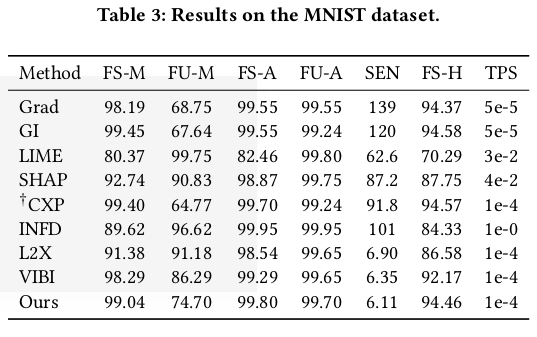 Table 3: Results on the MNIST dataset.
Method FS-M FU-M FS-A FU-A SEN FS-H TPS
Grad 98.19 68.75 99.55 99.55 139 94.37 5e-5
GI 99.45 67.64 99.55 99.24 120 94.58 5e-5
LIME 80.37 99.75 82.46 99.80 62.6 70.29 3e-2
SHAP 92.74 90.83 98.87 99.75 87.2 87.75 4e-2
†CXP 99.40 64.77 99.70 99.24 91.8 94.57 1e-4
INFD 89.62 96.62 99.95 99.95 101 84.33 1e-0
L2X 91.38 91.18 98.54 99.65 6.90 86.58 1e-4
VIBI 98.29 86.29 99.29 99.65 6.35 92.17 1e-4
Ours 99.04 74.70 99.80 99.70 6.11 94.46 1e-4